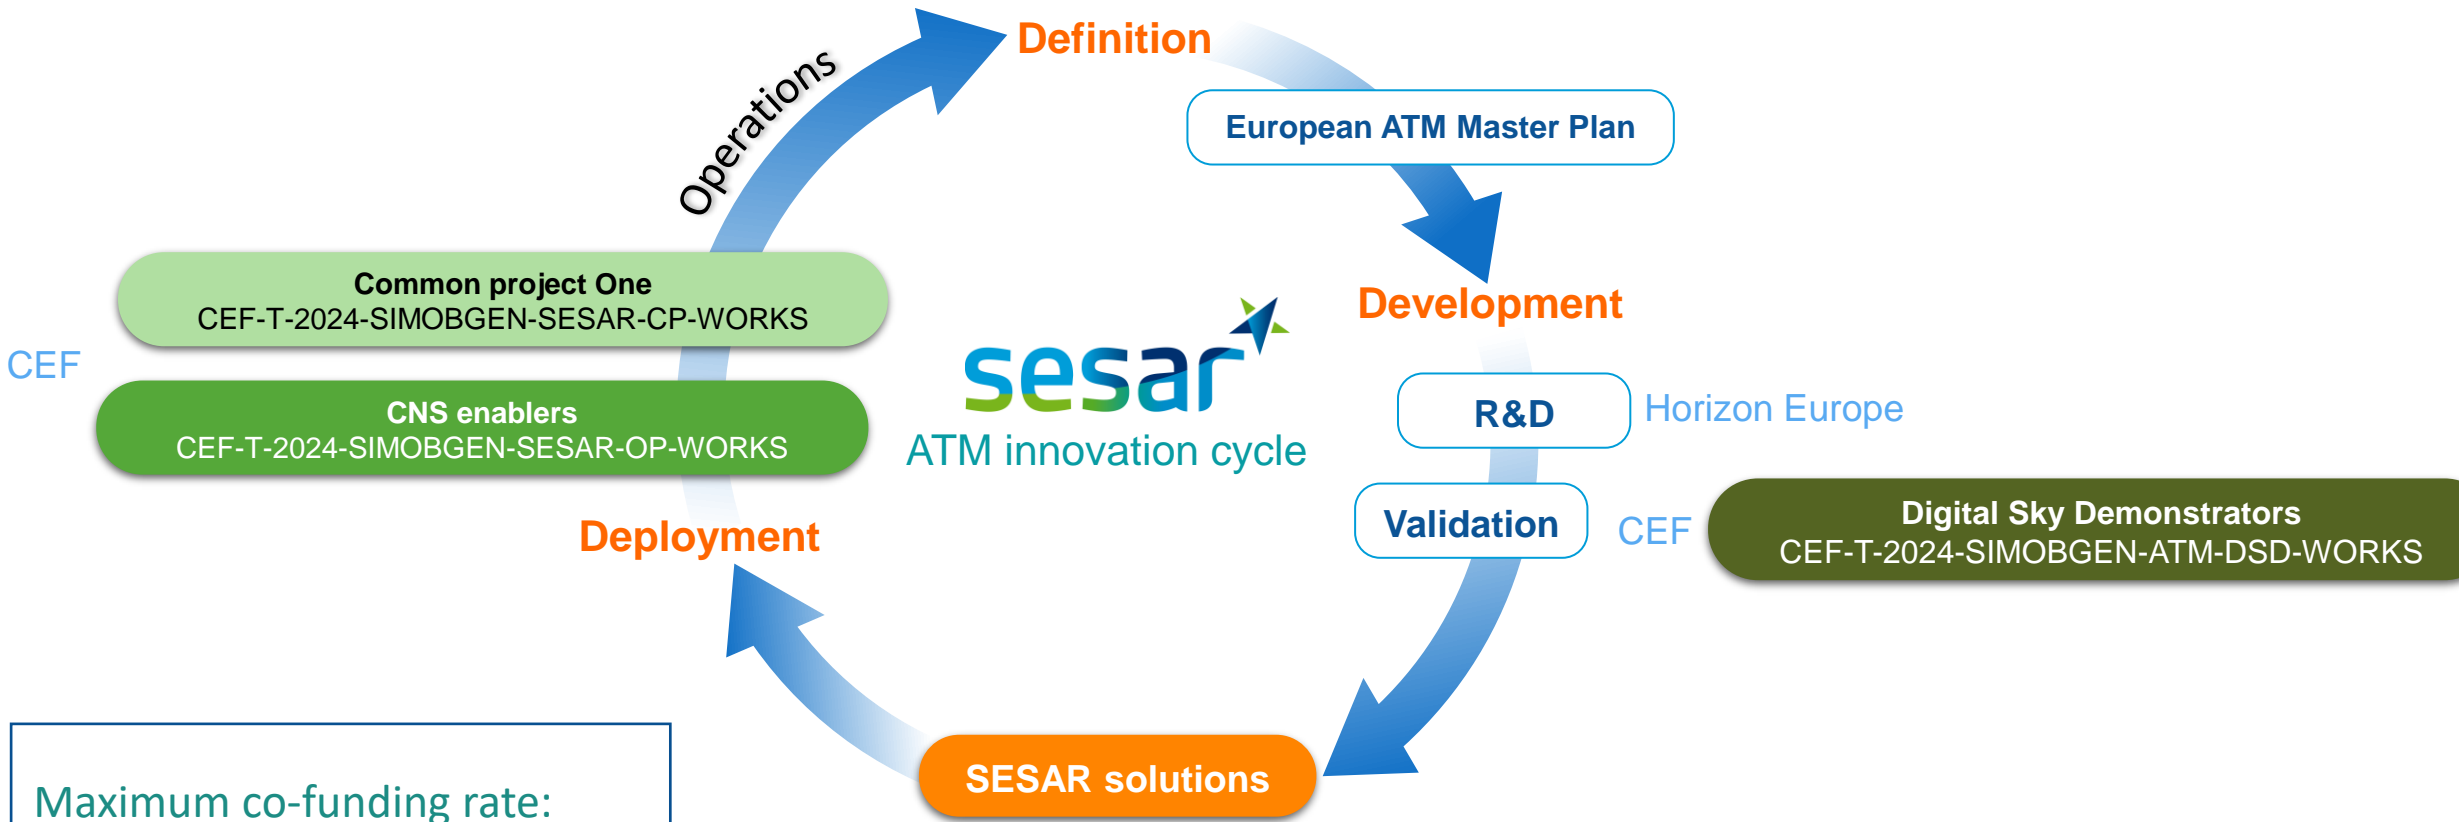 Definition
Operations
European ATM Master Plan
Common project One
CEF-T-2024-SIMOBGEN-SESAR-CP-WORKS
Development
CEF
sesar
R&D
Horizon Europe
CNS enablers
CEF-T-2024-SIMOBGEN-SESAR-OP-WORKS
ATM innovation cycle
Validation
CEF
Digital Sky Demonstrators
CEF-T-2024-SIMOBGEN-ATM-DSD-WORKS
Deployment
SESAR solutions
Maximum co-funding rate: